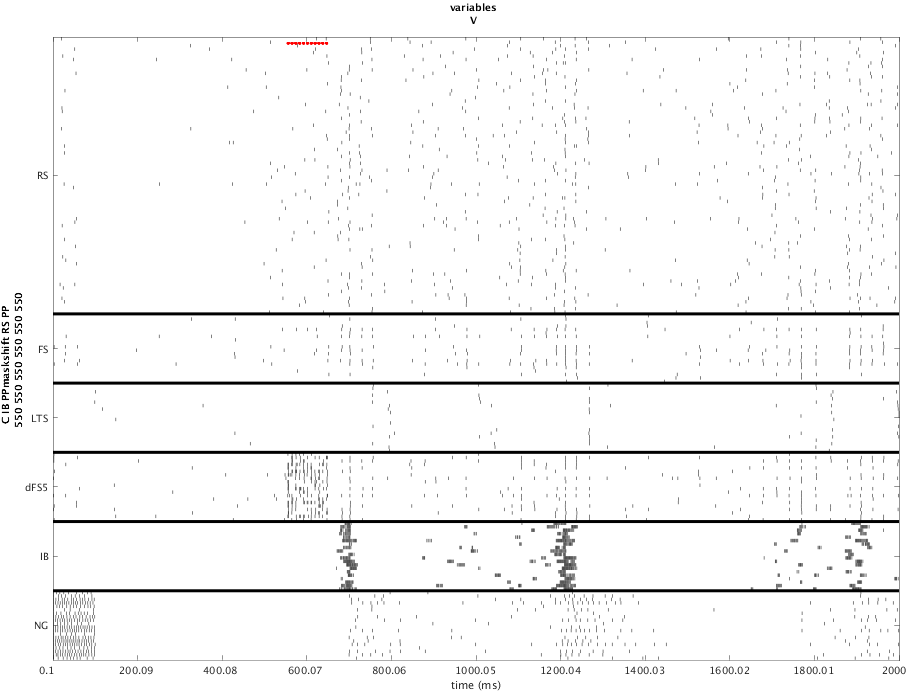 variables
V
C IB PPmaskshift RS PP
550 550 550 550 550 550 550
RS
FS
LTS
dFS5
IB
NG
0.1 200.09 400.08 600.07 800.06 1000.05 1200.04 1400.03 1600.02 1800.01 2000
time (ms)